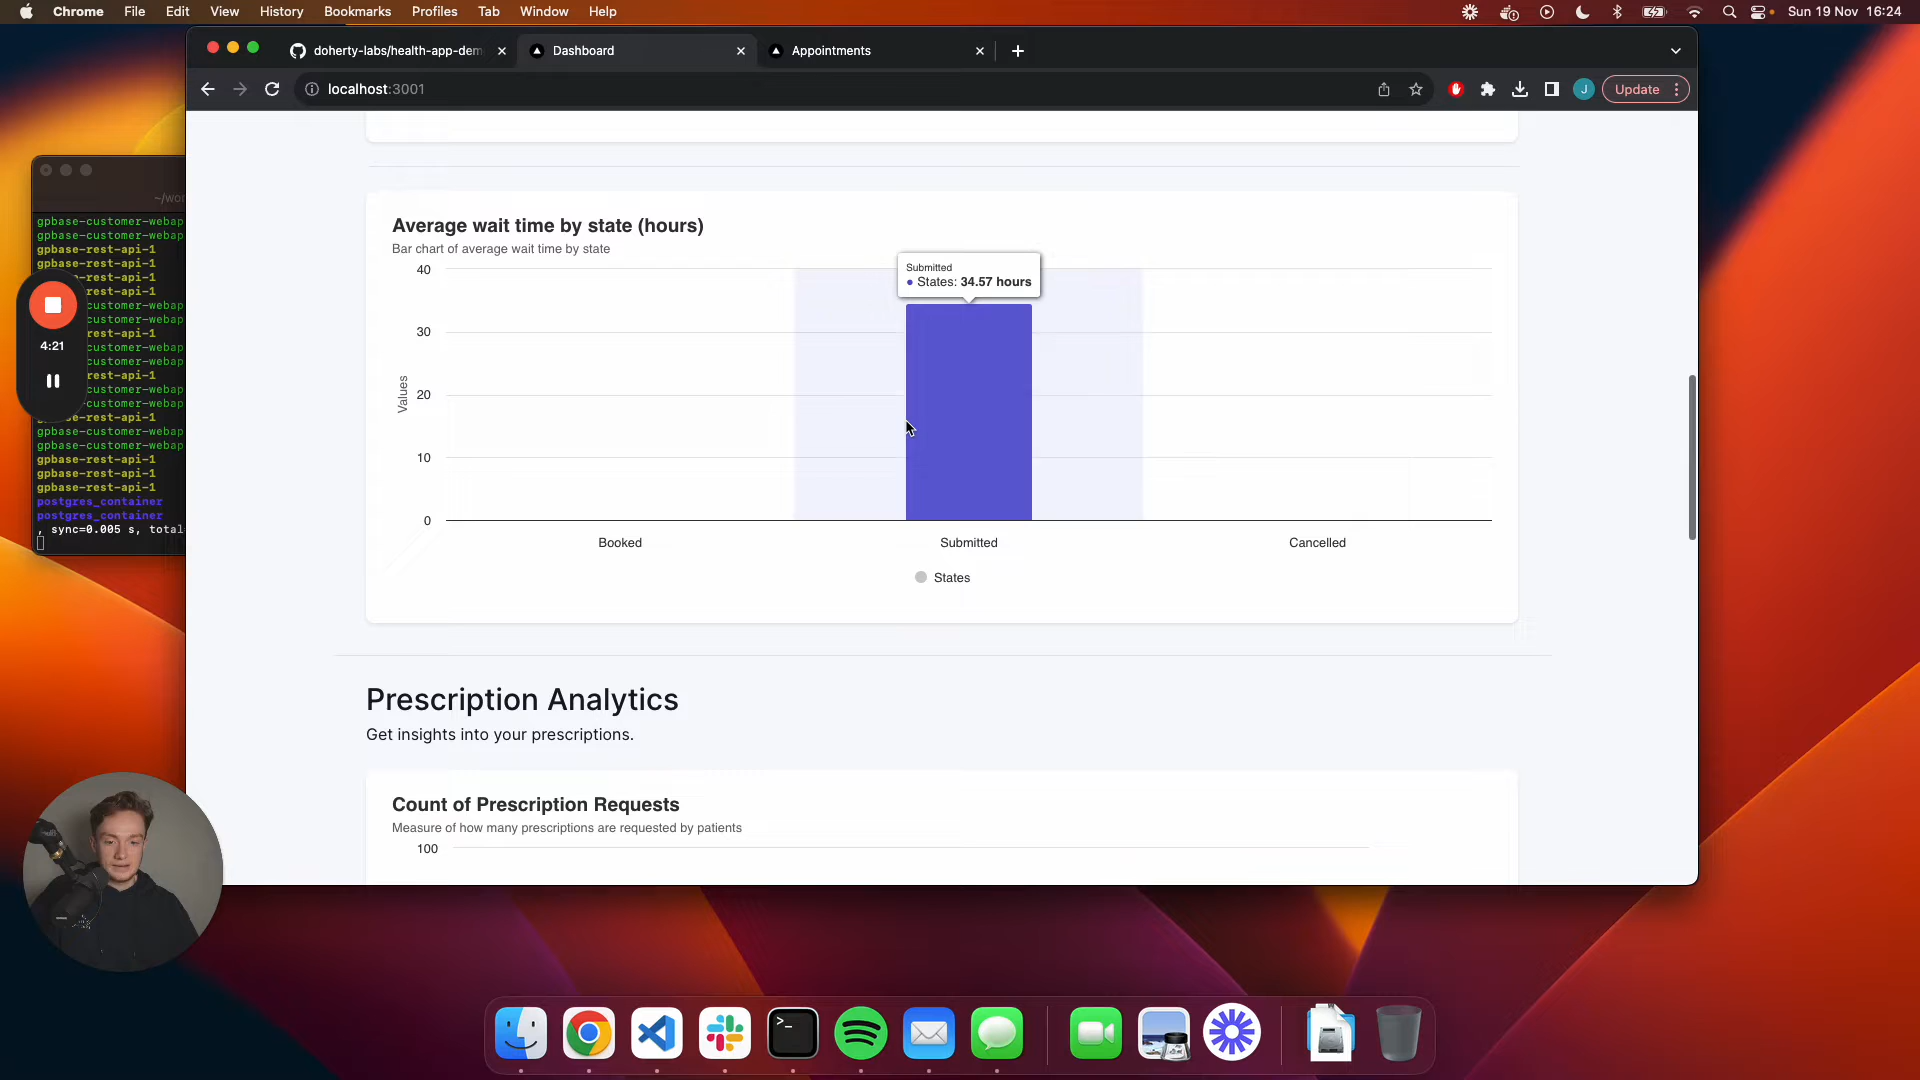 Chrome File Edit View History Bookmarks Profiles Tab Window Help
Sun 19 Nov 16:24
doherty-labs/health-app-dem
Dashboard
Appointments
localhost:3001
J
Update
~/wo
gpbase-customer-webap
gpbase-customer-webap
gpbase-rest-api-1
gpbase-rest-api-1
rest-api-1
rest-api-1
customer-webap
customer-webap
rest-api-1
customer-webap
customer-webap
rest-api-1
customer-webap
customer-webap
rest-api-1
gpbase-customer-webap
gpbase-customer-webap
gpbase-rest-api-1
gpbase-rest-api-1
gpbase-rest-api-1
postgres_container
postgres_container
, sync=0.005 s, total
4:21
Average wait time by state (hours)
Bar chart of average wait time by state
Submitted
States: 34.57 hours
40
30
20
10
0
Values
Booked
Submitted
Cancelled
States
Prescription Analytics
Get insights into your prescriptions.
Count of Prescription Requests
Measure of how many prescriptions are requested by patients
100